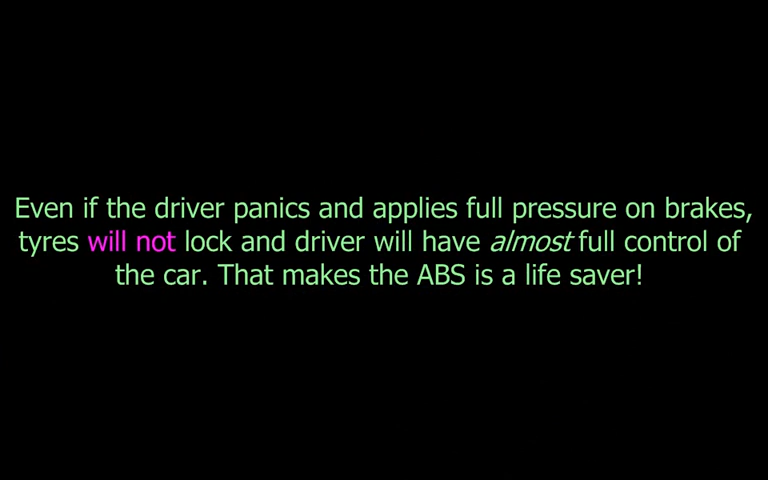 Even if the driver panics and applies full pressure on brakes,
tyres will not lock and driver will have almost full control of
the car. That makes the ABS is a life saver!